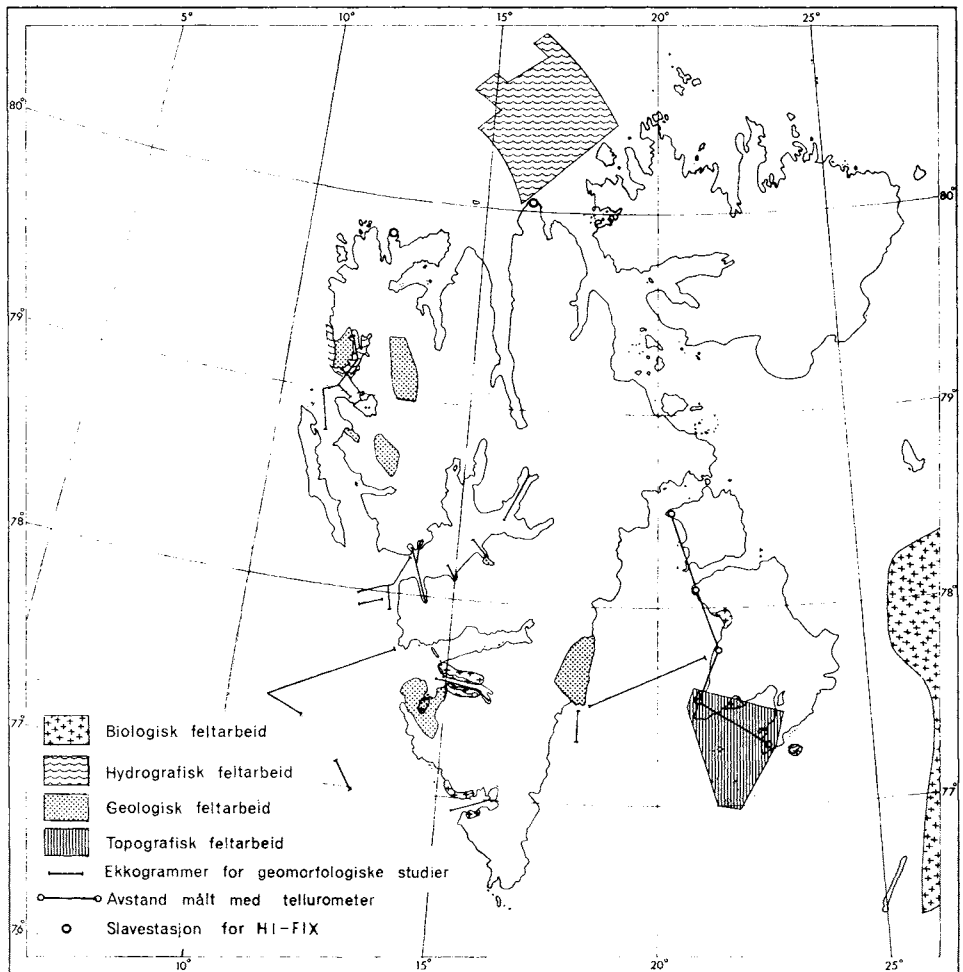 5° 10° 15° 20° 25°
80°
80°
79°
79°
78°
78°
77°
77°
76°
Biologisk feltarbeid
Hydrografisk feltarbeid
Geologisk feltarbeid
Topografisk feltarbeid
Ekkogrammer for geomorfologiske studier
Avstand målt med tellurometer
Slavestasjon for HI-FIX
10° 15° 20° 25°